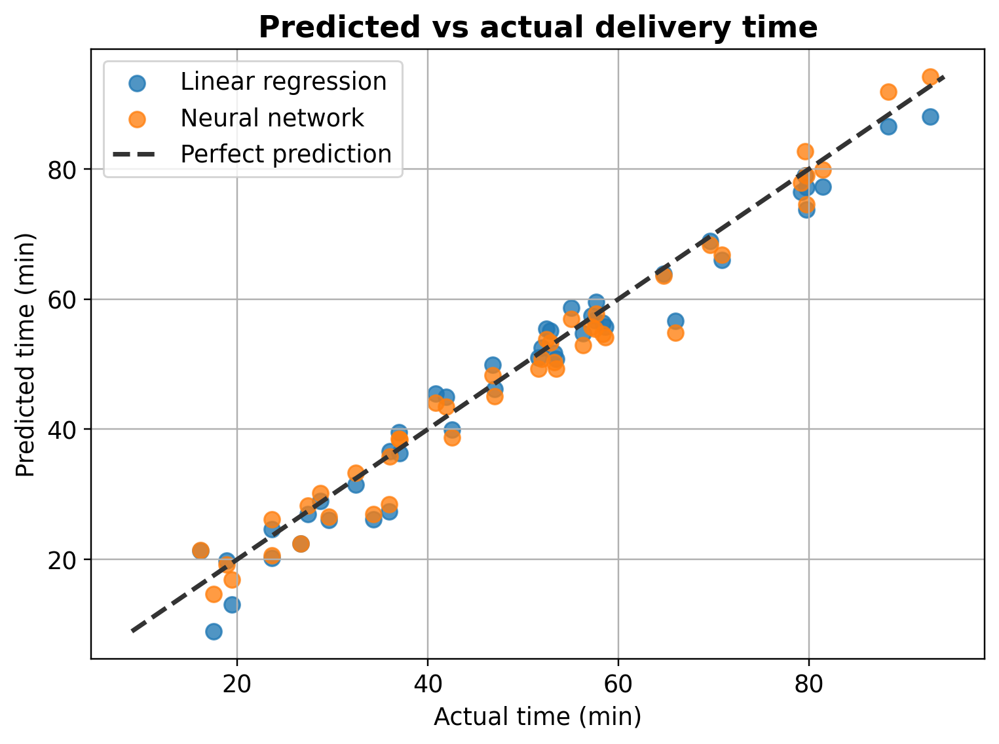 Predicted vs actual delivery time
Linear regression
Neural network
Perfect prediction
80
60
40
20
Predicted time (min)
20 40 60 80
Actual time (min)